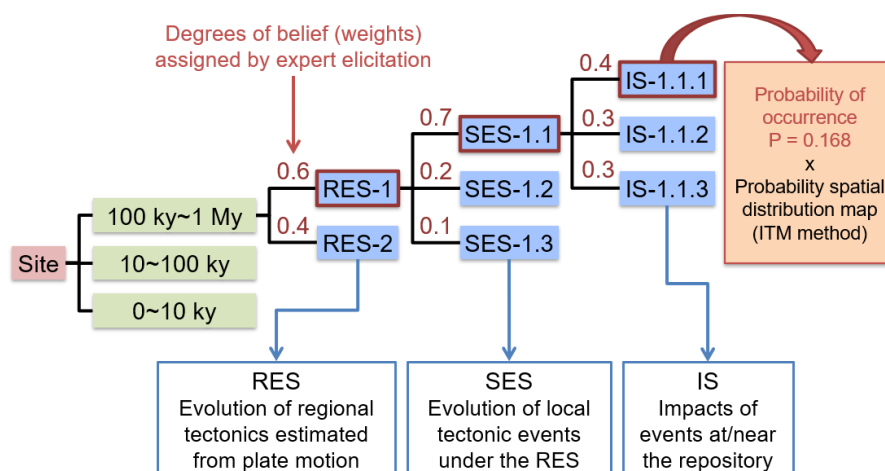 Degrees of belief (weights)
assigned by expert elicitation
0.4
IS-1.1.1
Probability of
occurrence
P = 0.168
x
Probability spatial
distribution map
(ITM method)
0.7
SES-1.1
0.3
IS-1.1.2
0.6
RES-1
0.2
SES-1.2
0.3
IS-1.1.3
100 ky~1 My
0.4
RES-2
0.1
SES-1.3
Site
10~100 ky
0~10 ky
RES
Evolution of regional
tectonics estimated
from plate motion
SES
Evolution of local
tectonic events
under the RES
IS
Impacts of
events at/near
the repository